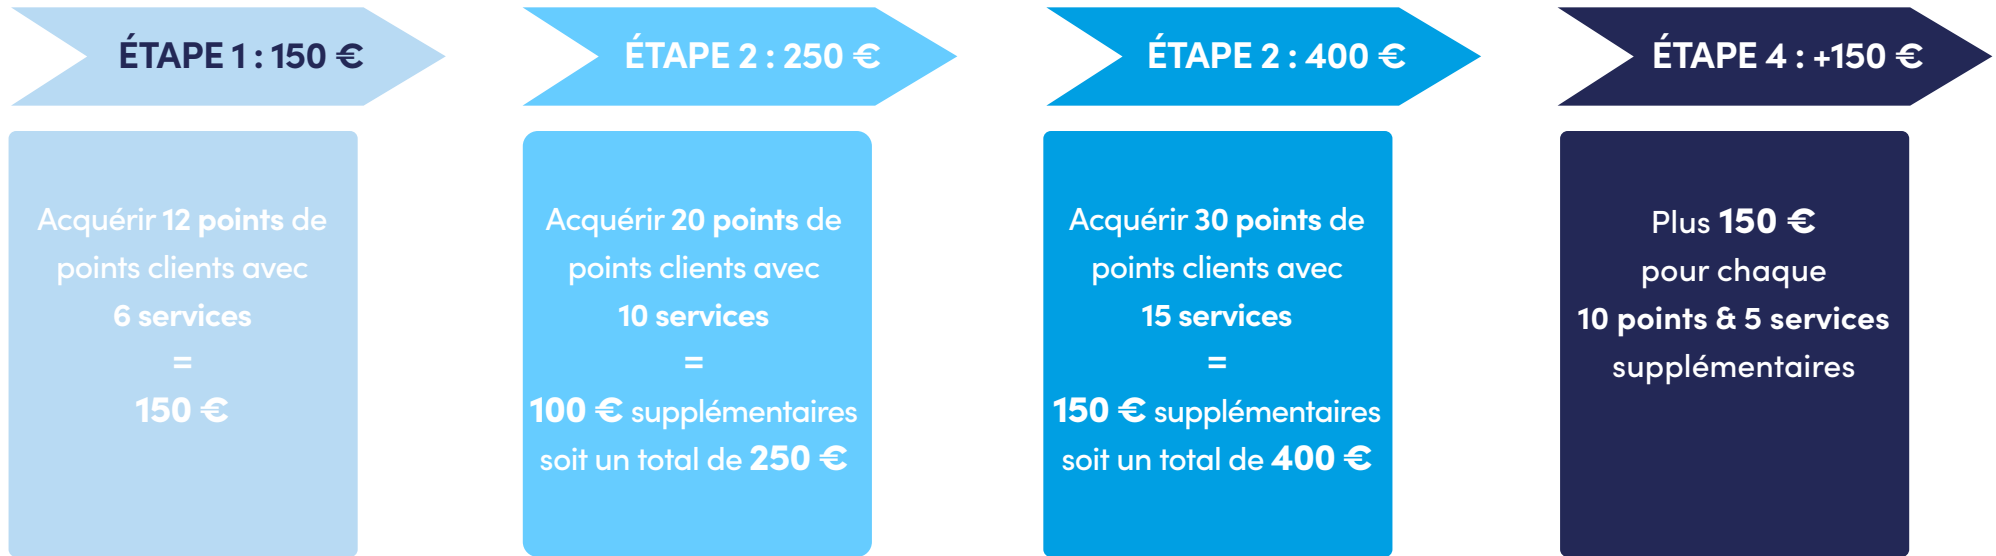 ÉTAPE 1 : 150 €
Acquérir 12 points de
points clients avec
6 services
=
150 €
ÉTAPE 2 : 250 €
Acquérir 20 points de
points clients avec
10 services
=
100 € supplémentaires
soit un total de 250 €
ÉTAPE 2 : 400 €
Acquérir 30 points de
points clients avec
15 services
=
150 € supplémentaires
soit un total de 400 €
ÉTAPE 4 : +150 €
Plus 150 €
pour chaque
10 points & 5 services
supplémentaires